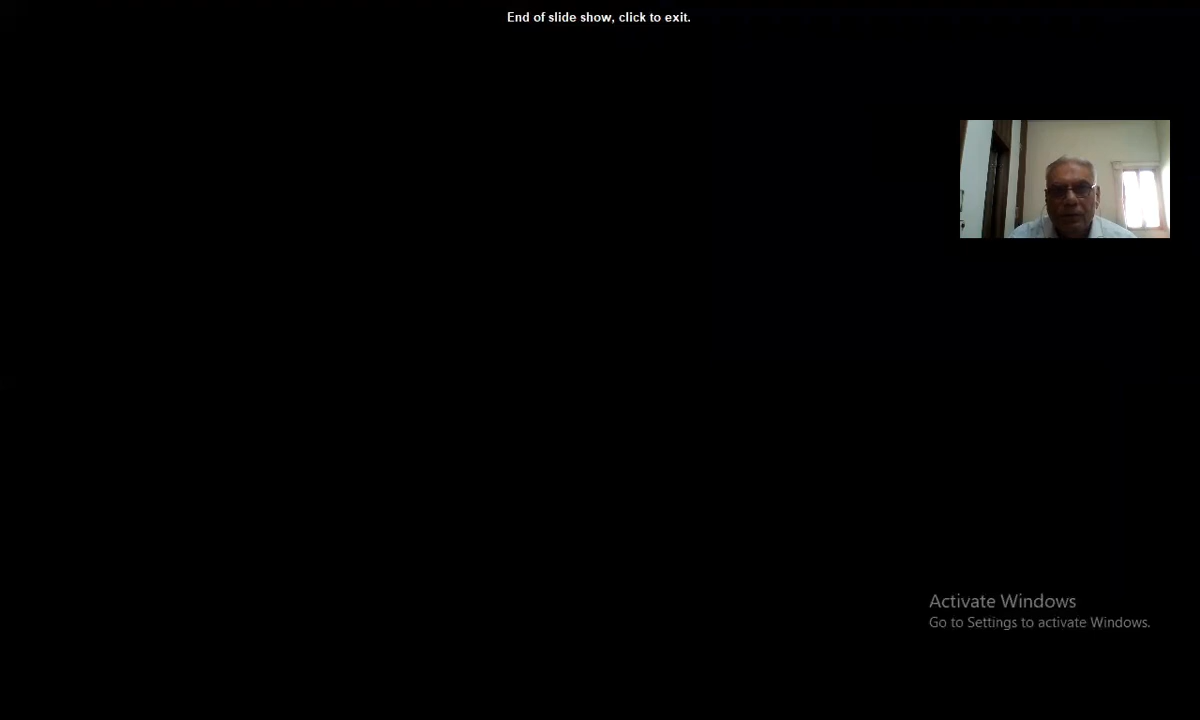 End of slide show, click to exit.
Activate Windows
Go to Settings to activate Windows.